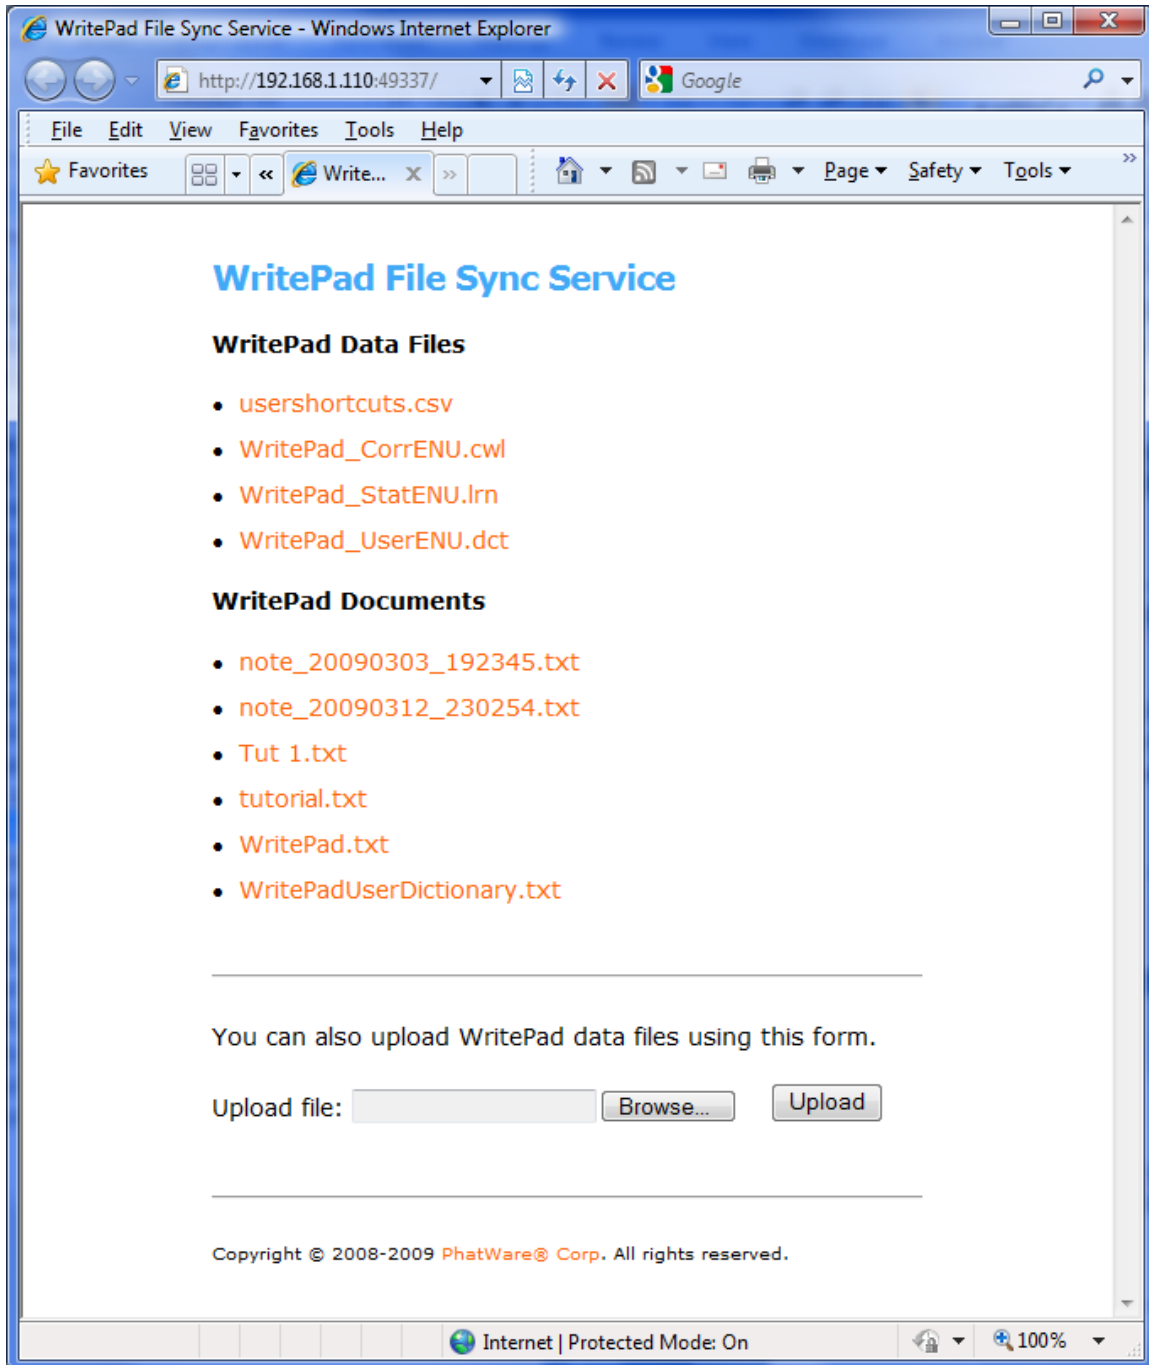 WritePad File Sync Service - Windows Internet Explorer
http://192.168.1.110:49337/ Google
File Edit View Favorites Tools Help
Favorites Write... Page Safety Tools
WritePad File Sync Service
WritePad Data Files
usershortcuts.csv
WritePad_CorrENU.cwl
WritePad_StatENU.lrn
WritePad_UserENU.dct
WritePad Documents
note_20090303_192345.txt
note_20090312_230254.txt
Tut 1.txt
tutorial.txt
WritePad.txt
WritePadUserDictionary.txt
You can also upload WritePad data files using this form.
Upload file: Browse... Upload
Copyright © 2008-2009 PhatWare® Corp. All rights reserved.
Internet | Protected Mode: On 100%